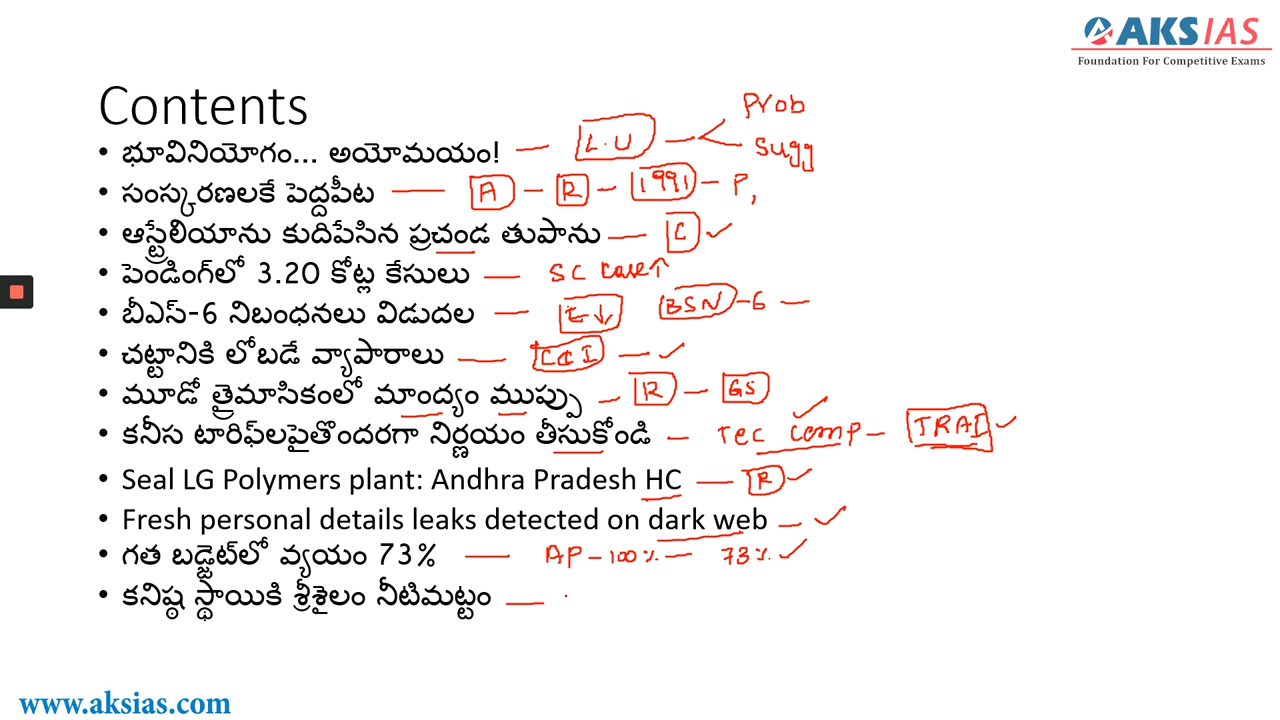 AKS IAS
Foundation For Competitive Exams
Contents
• భూవినియోగం... అయోమయం! — L.U — Prob
Sugg
• సంస్కరణలకే పెద్దపీట — A – R – 1991 – P,
• ఆస్ట్రేలియాను కుదిపేసిన ప్రచండ తుపాను — C ✓
• పెండింగ్‌లో 3.20 కోట్ల కేసులు — SC case↑
• బీఎస్-6 నిబంధనలు విడుదల — E↓ BSN-6 —
• చట్టానికి లోబడే వ్యాపారాలు — CCI — ✓
• మూడో త్రైమాసికంలో మాంద్యం ముప్పు – R – GS
• కనీస టారిఫ్‌లపైతొందరగా నిర్ణయం తీసుకోండి – Tec Comp – TRAI ✓
• Seal LG Polymers plant: Andhra Pradesh HC — R ✓
• Fresh personal details leaks detected on dark web – ✓
• గత బడ్జెట్‌లో వ్యయం 73% — AP – 100% – 73% ✓
• కనిష్ఠ స్థాయికి శ్రీశైలం నీటిమట్టం —
www.aksias.com